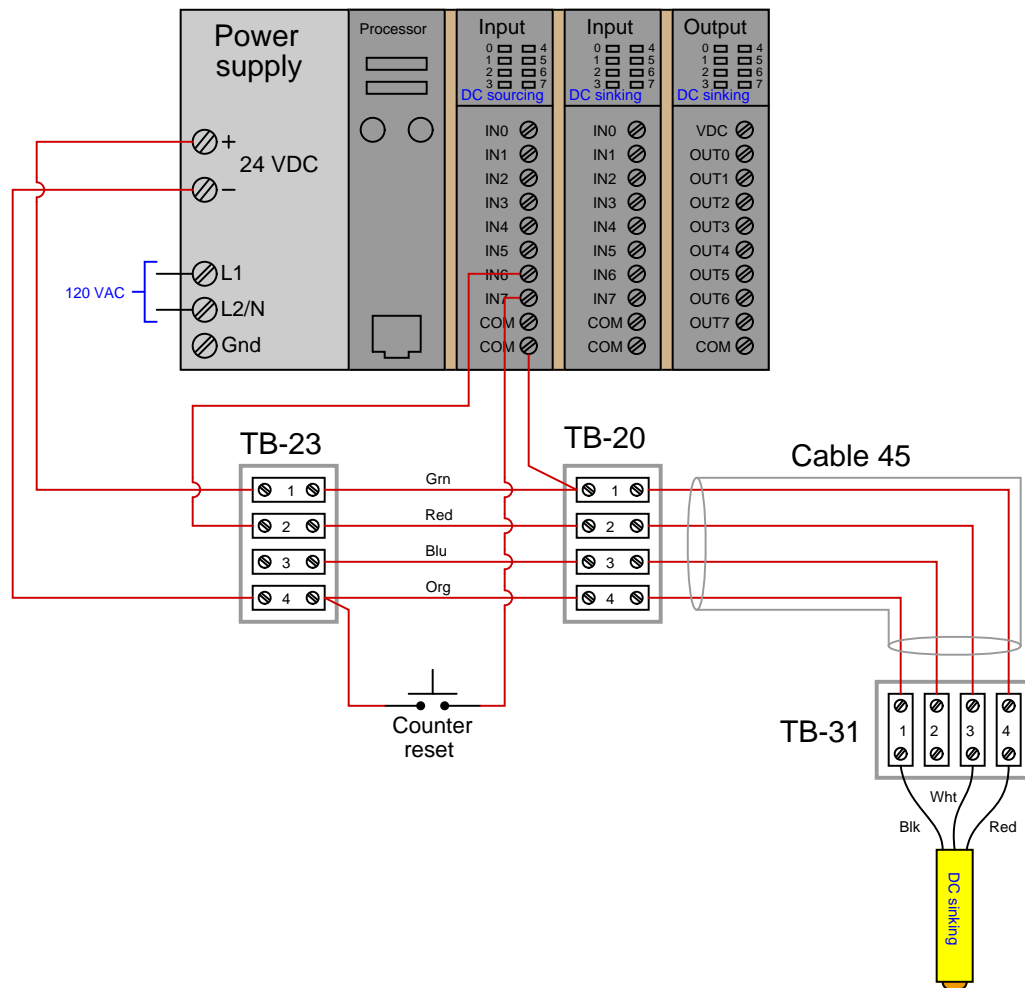 Power
supply
+
24 VDC
−
L1
120 VAC
L2/N
Gnd
Processor
Input
0 4
1 5
2 6
3 7
DC sourcing
IN0
IN1
IN2
IN3
IN4
IN5
IN6
IN7
COM
COM
Input
0 4
1 5
2 6
3 7
DC sinking
IN0
IN1
IN2
IN3
IN4
IN5
IN6
IN7
COM
COM
Output
0 4
1 5
2 6
3 7
DC sinking
VDC
OUT0
OUT1
OUT2
OUT3
OUT4
OUT5
OUT6
OUT7
COM
TB-23
1
2
3
4
Grn
Red
Blu
Org
TB-20
1
2
3
4
Cable 45
Counter
reset
TB-31
1 2 3 4
Wht
Blk
Red
DC sinking